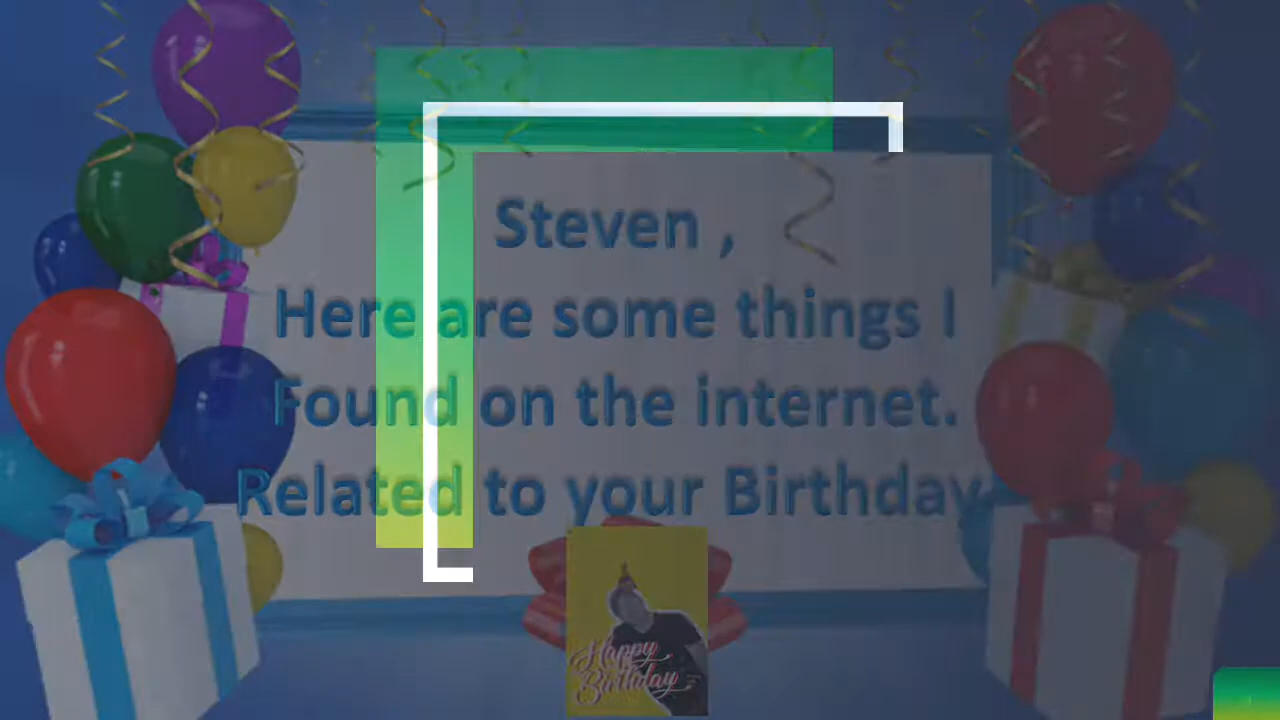 Steven ,
Here are some things I
Found on the internet.
Related to your Birthday
Happy
Birthday